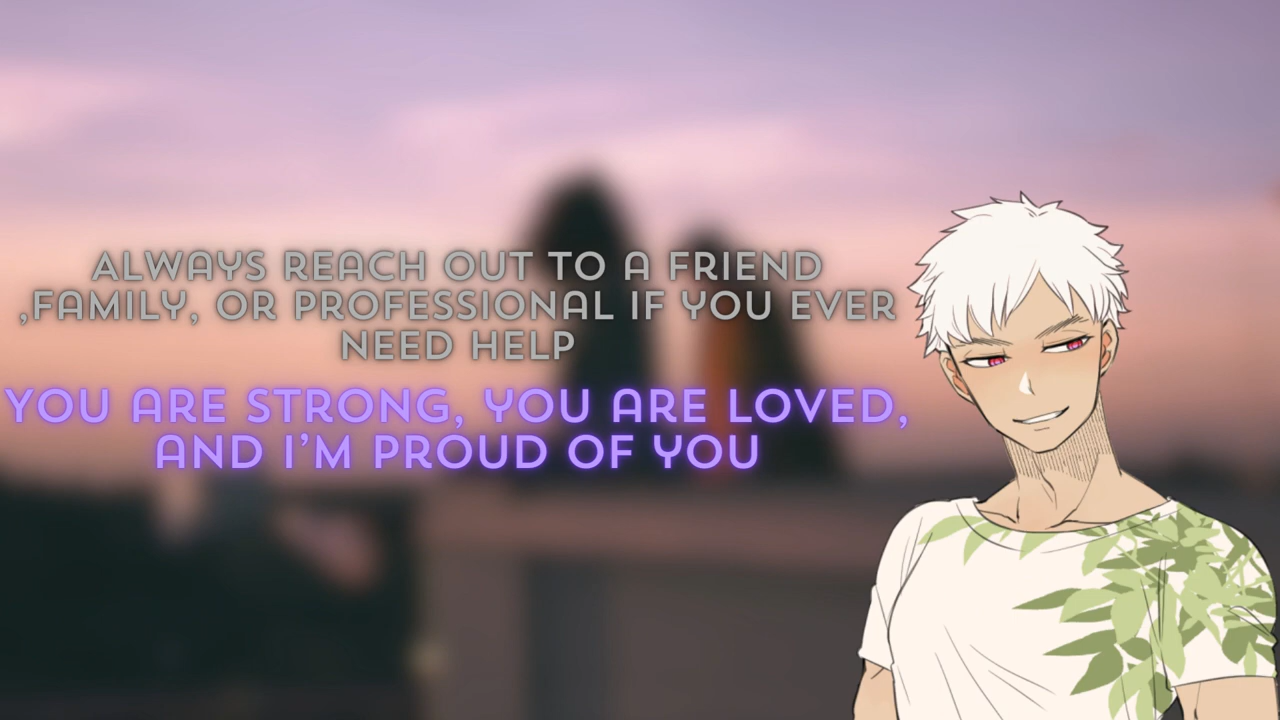 ALWAYS REACH OUT TO A FRIEND
,FAMILY, OR PROFESSIONAL IF YOU EVER
NEED HELP
YOU ARE STRONG, YOU ARE LOVED,
AND I'M PROUD OF YOU